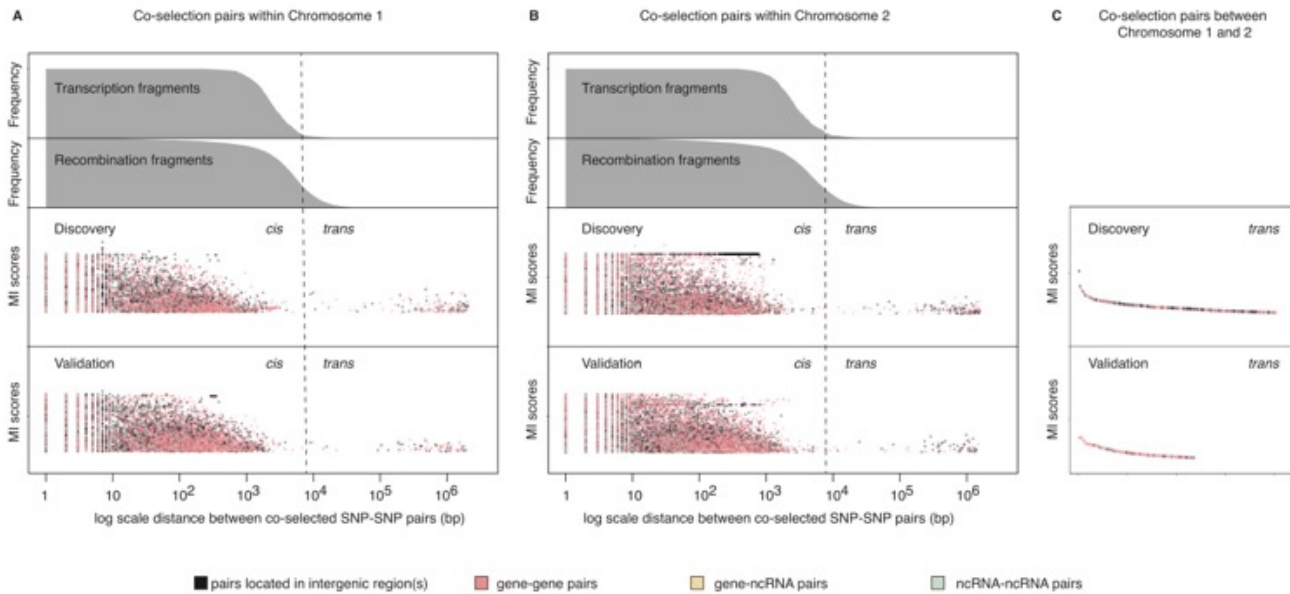 A
Co-selection pairs within Chromosome 1
Frequency
Transcription fragments
Frequency
Recombination fragments
MI scores
Discovery
cis
trans
MI scores
Validation
cis
trans
1
10
10²
10³
10⁴
10⁵
10⁶
log scale distance between co-selected SNP-SNP pairs (bp)
B
Co-selection pairs within Chromosome 2
Frequency
Transcription fragments
Frequency
Recombination fragments
MI scores
Discovery
cis
trans
MI scores
Validation
cis
trans
1
10
10²
10³
10⁴
10⁵
10⁶
log scale distance between co-selected SNP-SNP pairs (bp)
C
Co-selection pairs between
Chromosome 1 and 2
MI scores
Discovery
trans
MI scores
Validation
trans
pairs located in intergenic region(s)
gene-gene pairs
gene-ncRNA pairs
ncRNA-ncRNA pairs